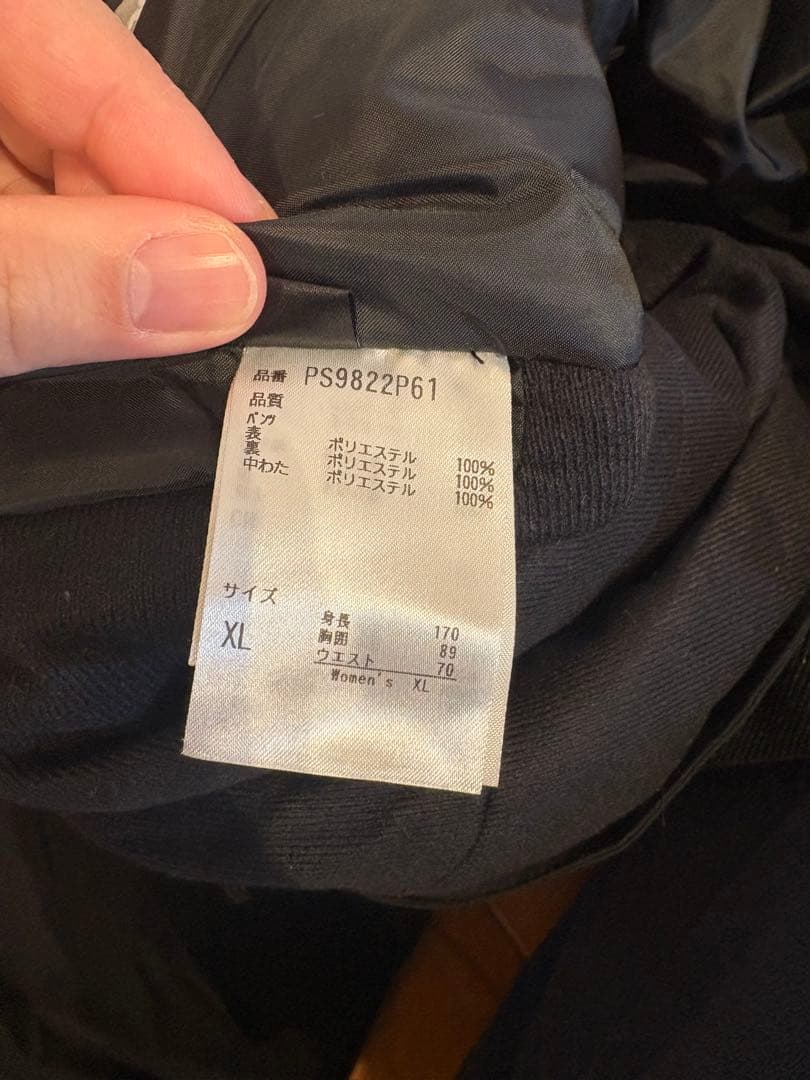 品番 PS9822P61
品質
パンツ
表 ポリエステル 100%
裏 ポリエステル 100%
中わた ポリエステル 100%
サイズ
XL
身長 170
胸囲 89
ウエスト 70
Women's XL